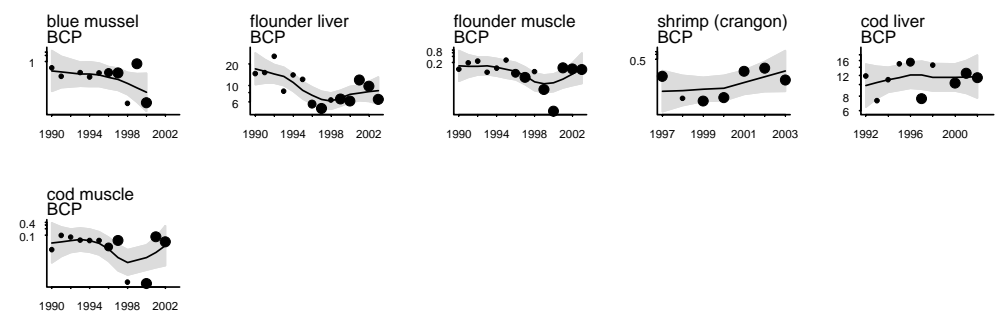 blue mussel
BCP
1
1990 1994 1998 2002
flounder liver
BCP
20
10
6
1990 1994 1998 2002
flounder muscle
BCP
0.8
0.2
1990 1994 1998 2002
shrimp (crangon)
BCP
0.5
1997 1999 2001 2003
cod liver
BCP
16
12
8
6
1992 1996 2000
cod muscle
BCP
0.4
0.1
1990 1994 1998 2002